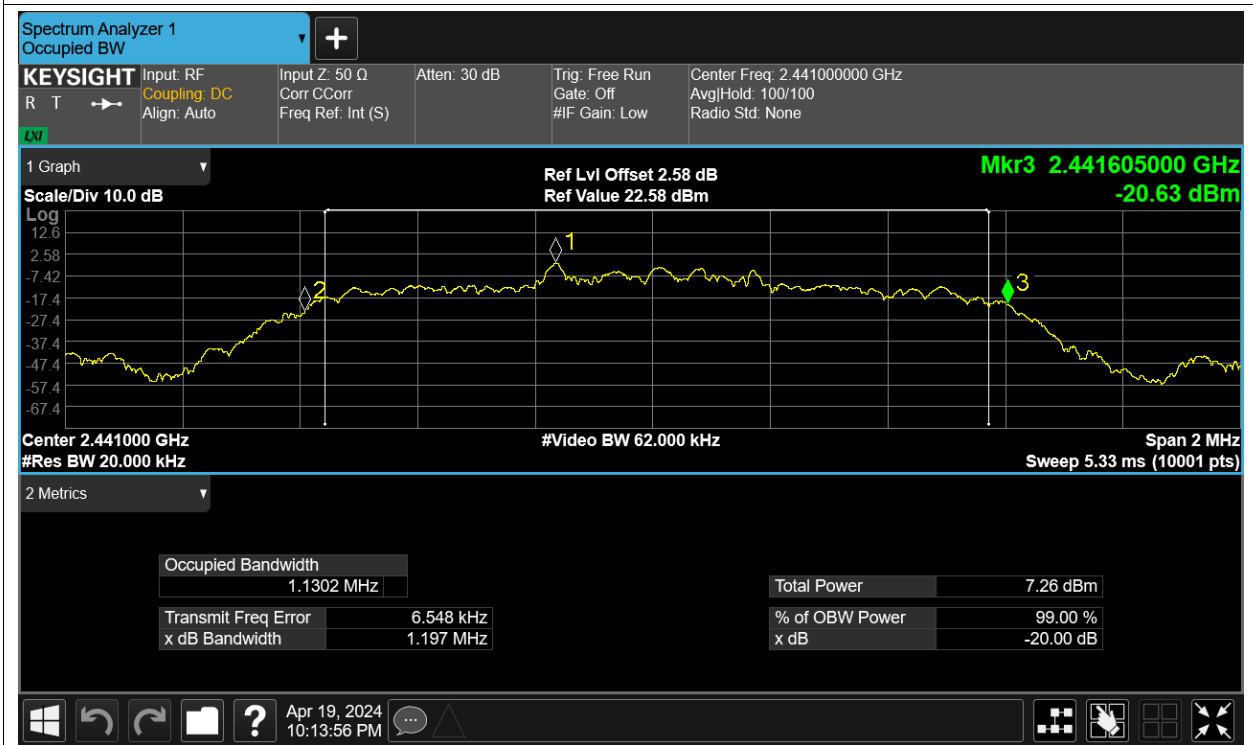 Spectrum Analyzer 1
Occupied BW
KEYSIGHT
R T
LXI
Input: RF
Coupling: DC
Align: Auto
Input Z: 50 Ω
Corr CCorr
Freq Ref: Int (S)
Atten: 30 dB
Trig: Free Run
Gate: Off
#IF Gain: Low
Center Freq: 2.441000000 GHz
Avg|Hold: 100/100
Radio Std: None
1 Graph
Scale/Div 10.0 dB
Ref Lvl Offset 2.58 dB
Ref Value 22.58 dBm
Mkr3 2.441605000 GHz
-20.63 dBm
Log
12.6
2.58
-7.42
-17.4
-27.4
-37.4
-47.4
-57.4
-67.4
1
2
3
Center 2.441000 GHz
#Video BW 62.000 kHz
Span 2 MHz
#Res BW 20.000 kHz
Sweep 5.33 ms (10001 pts)
2 Metrics
Occupied Bandwidth
1.1302 MHz
Total Power 7.26 dBm
Transmit Freq Error 6.548 kHz
% of OBW Power 99.00 %
x dB Bandwidth 1.197 MHz
x dB -20.00 dB
?
Apr 19, 2024
10:13:56 PM